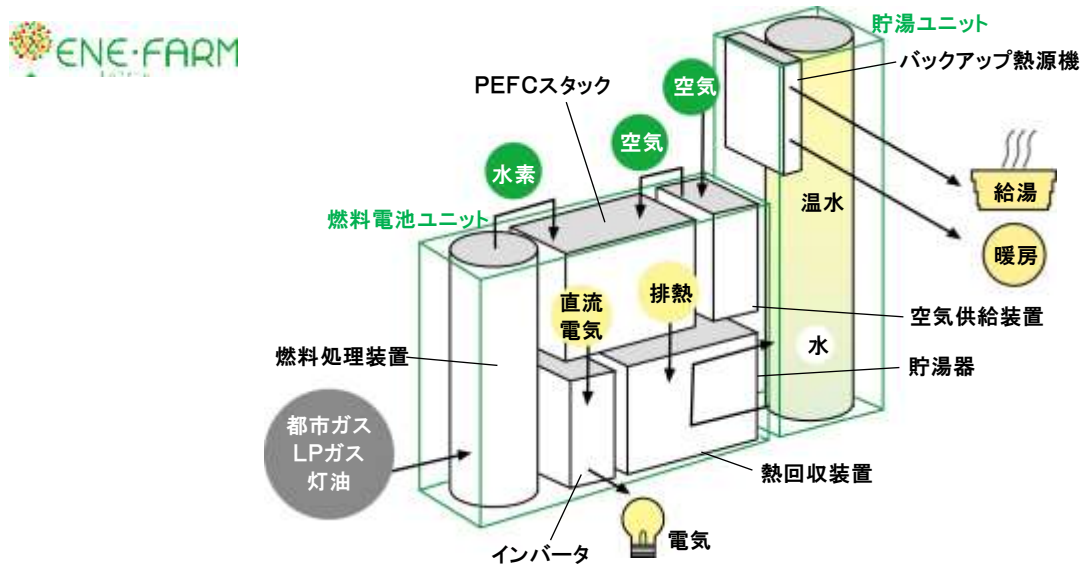 ENE・FARM
貯湯ユニット
バックアップ熱源機
PEFCスタック
空気
空気
水素
燃料電池ユニット
給湯
温水
暖房
直流
電気
排熱
空気供給装置
燃料処理装置
水
貯湯器
都市ガス
LPガス
灯油
熱回収装置
インバータ
電気